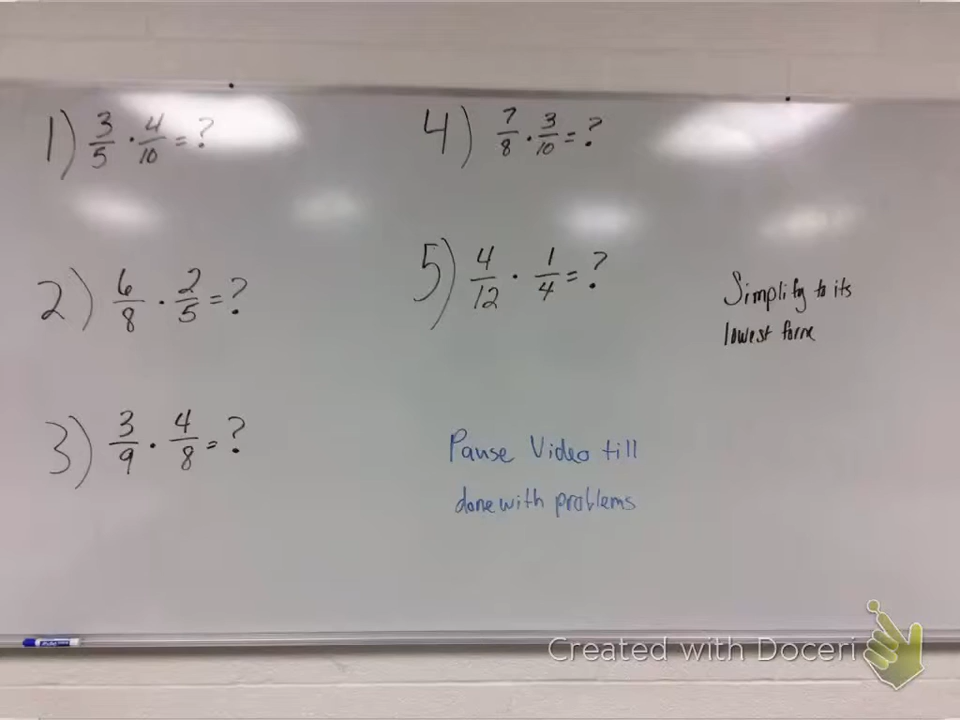 1) 3/5 · 4/10 = ?
2) 6/8 · 2/5 = ?
3) 3/9 · 4/8 = ?
4) 7/8 · 3/10 = ?
5) 4/12 · 1/4 = ?
Simplify to its
lowest form
Pause Video till
done with problems
Created with Doceri